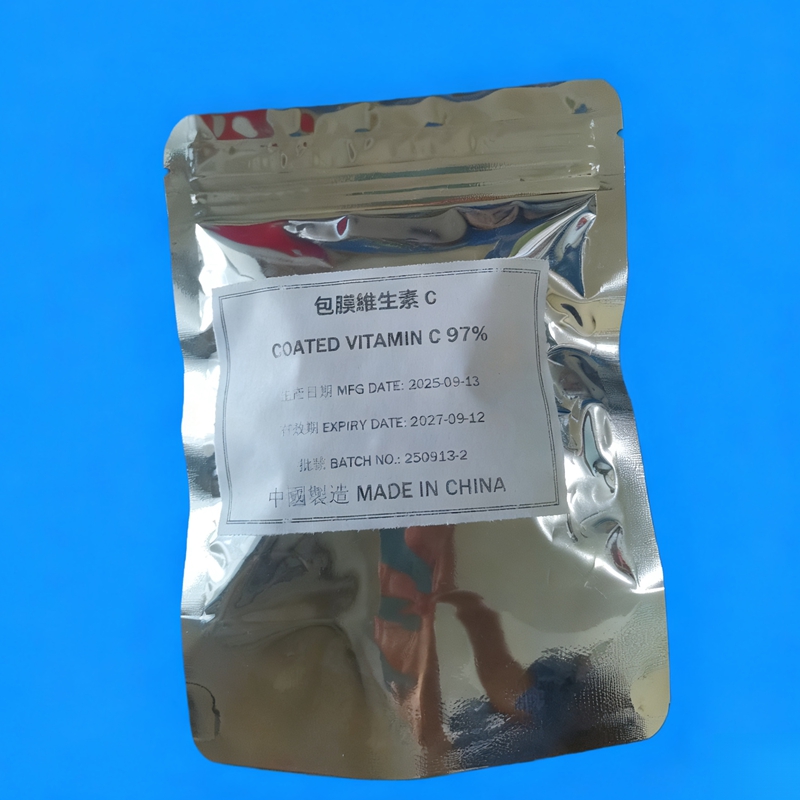 包膜維生素 C
COATED VITAMIN C 97%
生产日期 MFG DATE: 2025-09-13
有效期 EXPIRY DATE: 2027-09-12
批號 BATCH NO.: 250913-2
中國製造 MADE IN CHINA